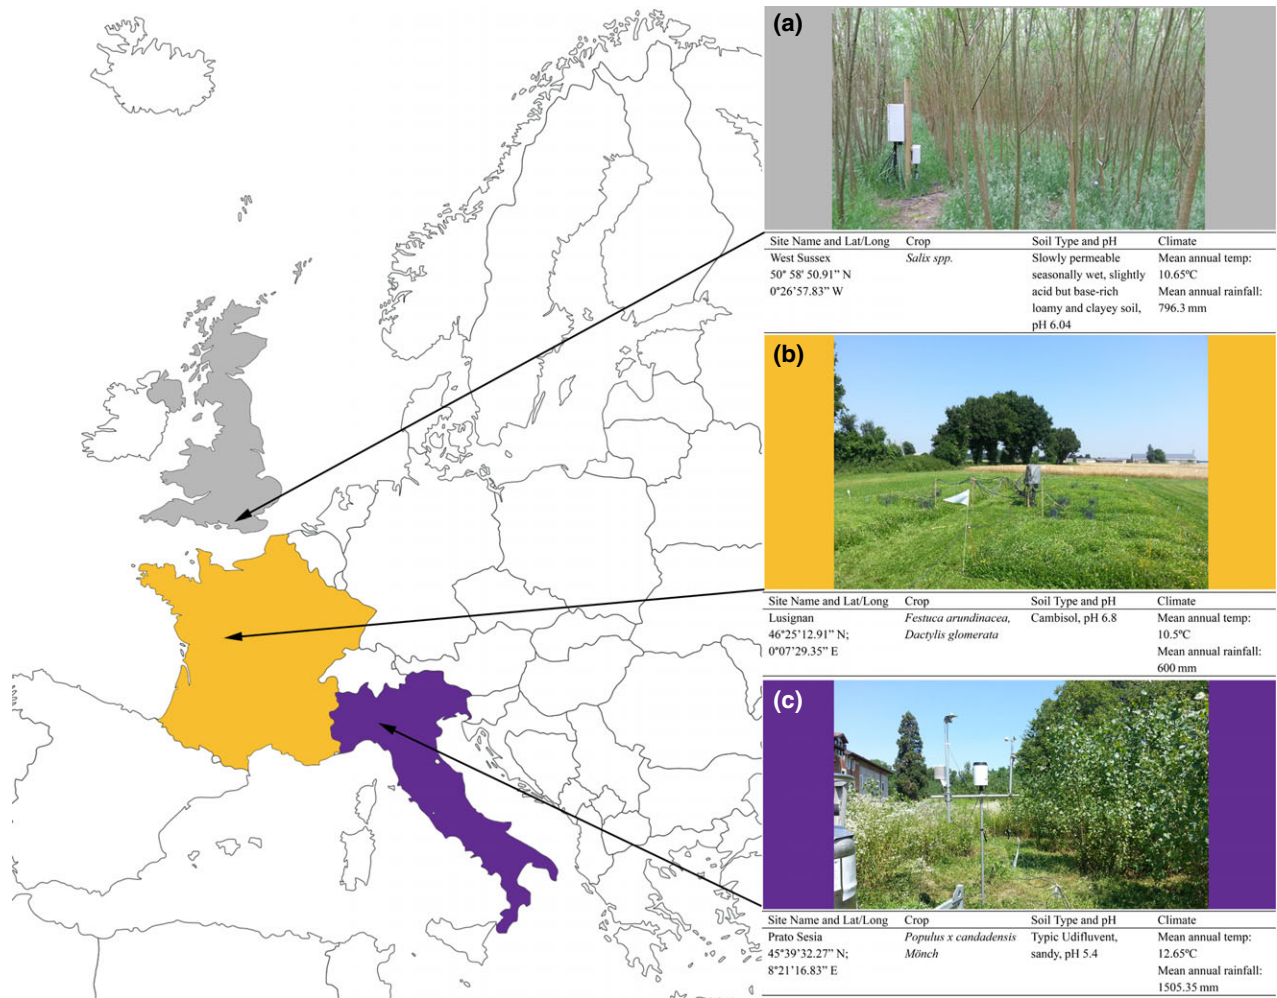 (a)
Site Name and Lat/Long Crop Soil Type and pH Climate
West Sussex Salix spp. Slowly permeable Mean annual temp:
50° 58' 50.91” N seasonally wet, slightly 10.65ºC
0°26’57.83” W acid but base-rich Mean annual rainfall:
loamy and clayey soil, 796.3 mm
pH 6.04
(b)
Site Name and Lat/Long Crop Soil Type and pH Climate
Lusignan Festuca arundinacea, Cambisol, pH 6.8 Mean annual temp:
46°25’12.91” N; Dactylis glomerata 10.5ºC
0°07’29.35” E Mean annual rainfall:
600 mm
(c)
Site Name and Lat/Long Crop Soil Type and pH Climate
Prato Sesia Populus x candadensis Typic Udifluvent, Mean annual temp:
45°39’32.27” N; Mönch sandy, pH 5.4 12.65ºC
8°21’16.83” E Mean annual rainfall:
1505.35 mm